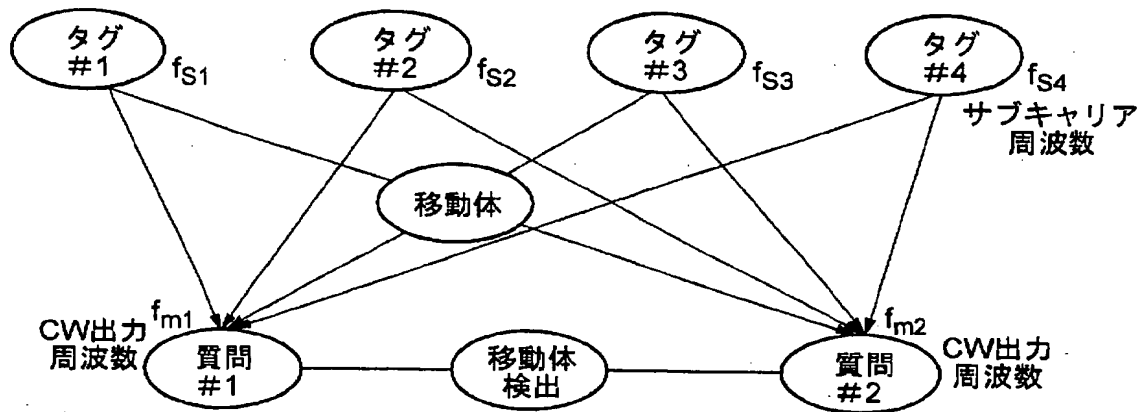 タグ
#1
fS1
タグ
#2
fS2
タグ
#3
fS3
タグ
#4
fS4
サブキャリア
周波数
移動体
CW出力
周波数
fm1
質問
#1
移動体
検出
fm2
質問
#2
CW出力
周波数